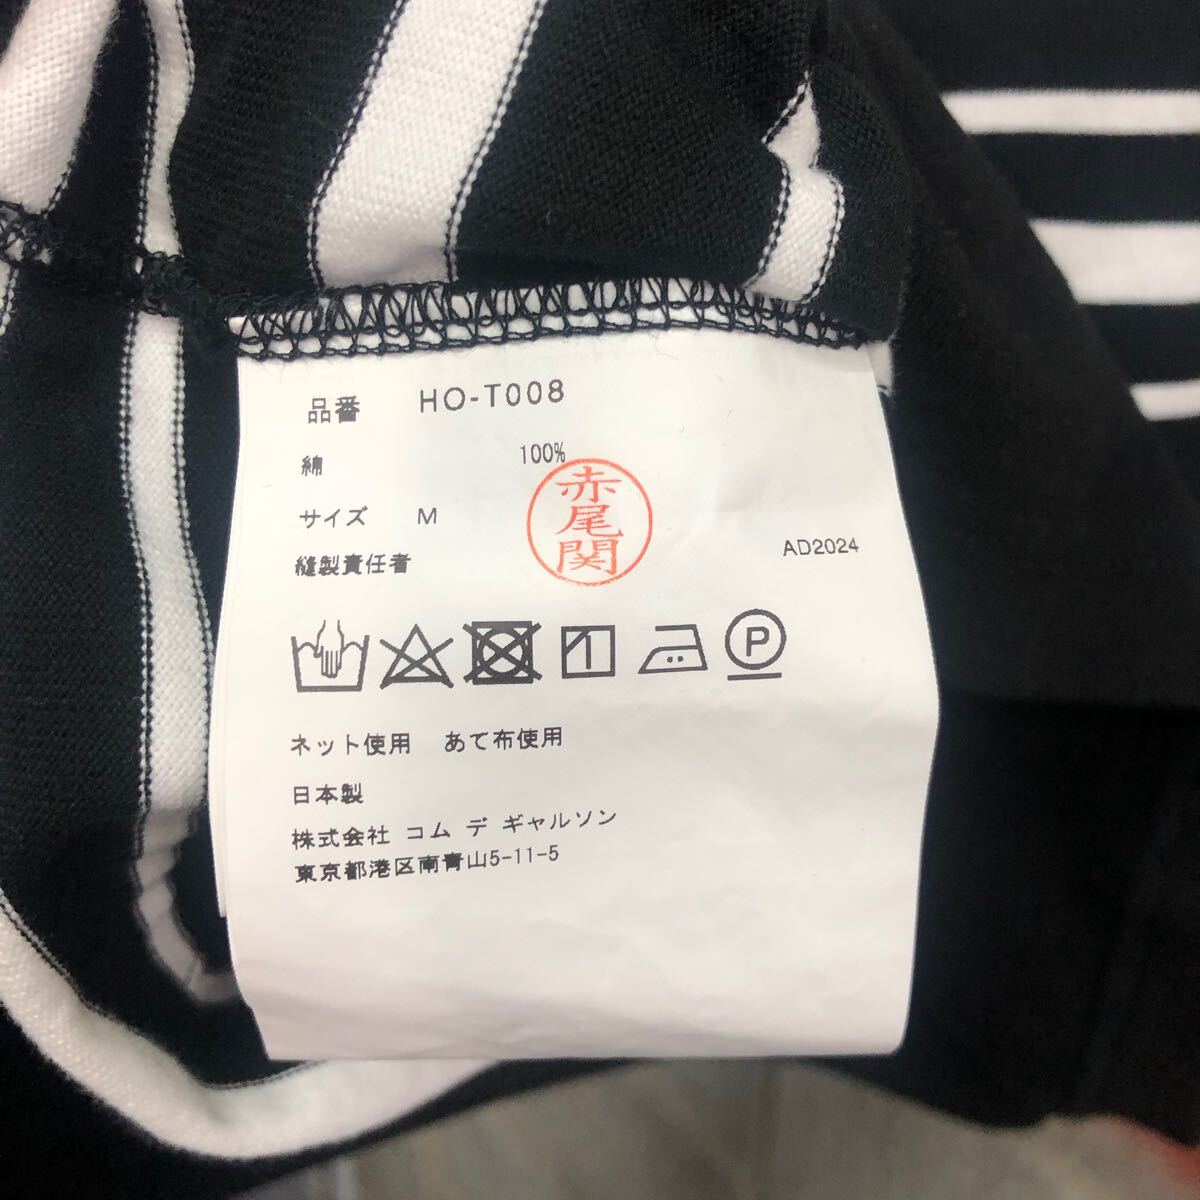 品番 HO-T008
綿 100%
赤尾関
サイズ M
縫製責任者
AD2024
P
ネット使用 あて布使用
日本製
株式会社 コム デ ギャルソン
東京都港区南青山5-11-5